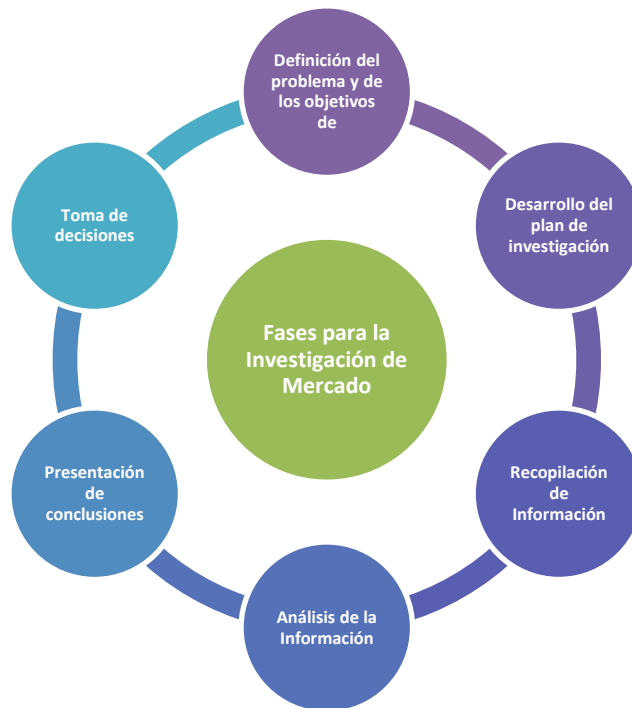 Definición del
problema y de
los objetivos
de
Desarrollo del
plan de
investigación
Recopilación
de
Información
Análisis de la
Información
Presentación
de
conclusiones
Toma de
decisiones
Fases para la
Investigación de
Mercado